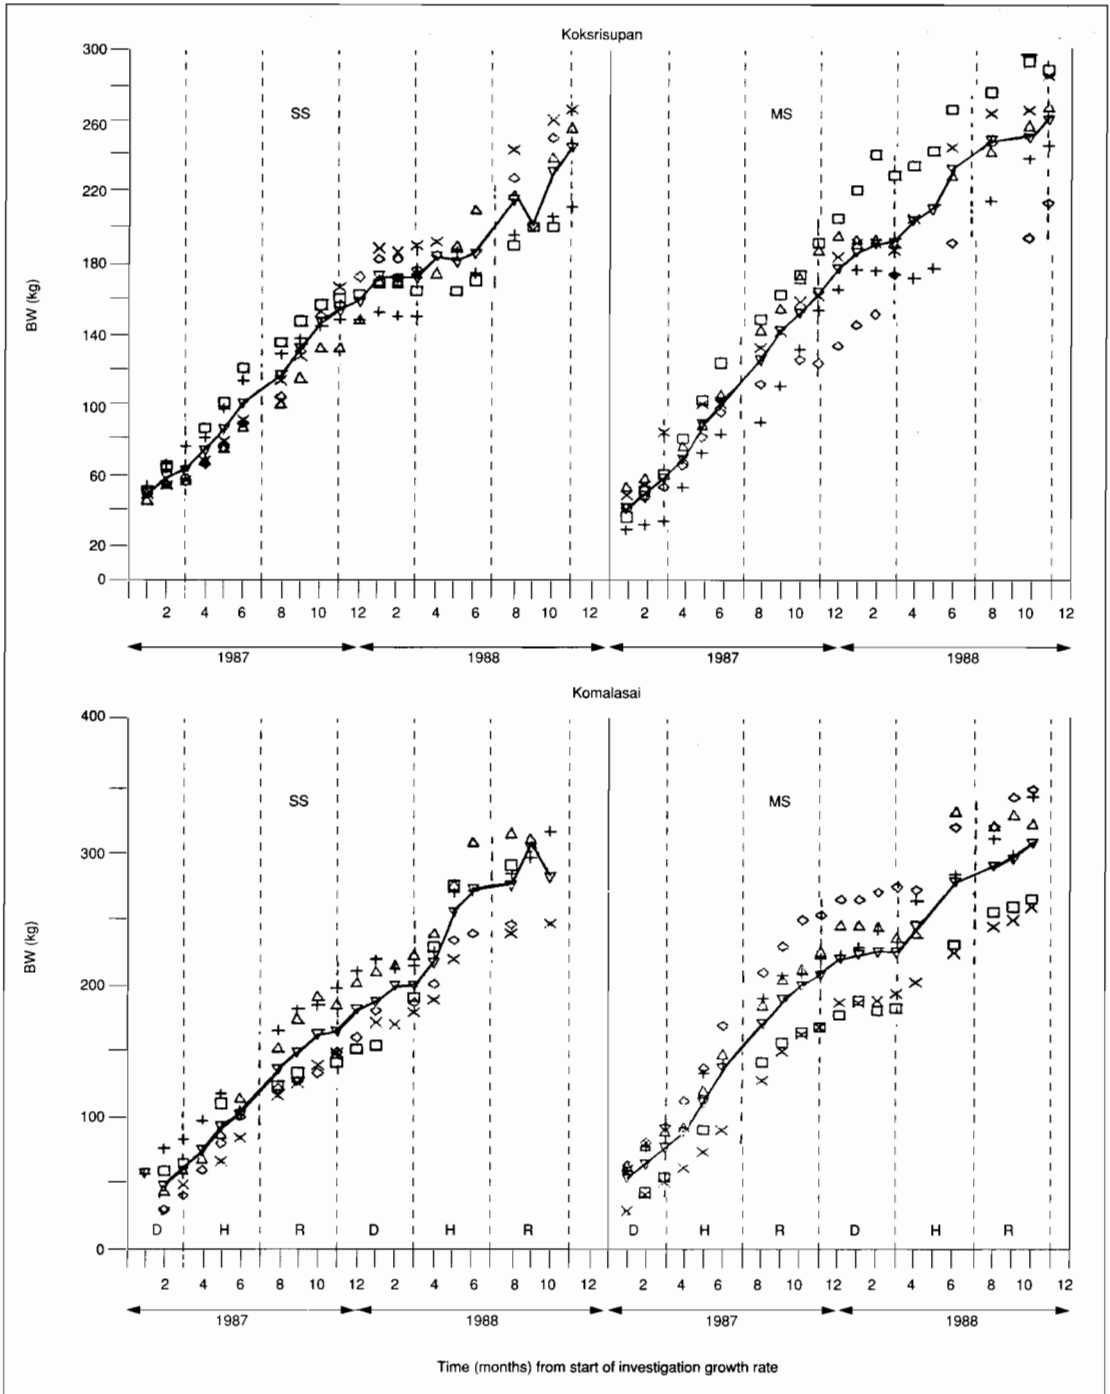 Koksrisupan
300
260
220
180
140
100
60
20
0
BW (kg)
SS
MS
2 4 6 8 10 12 2 4 6 8 10 12 2 4 6 8 10 12 2 4 6 8 10 12
1987 1988 1987 1988
Komalasai
400
300
200
100
0
BW (kg)
SS
MS
D H R D H R D H R D H R
2 4 6 8 10 12 2 4 6 8 10 12 2 4 6 8 10 12 2 4 6 8 10 12
1987 1988 1987 1988
Time (months) from start of investigation growth rate